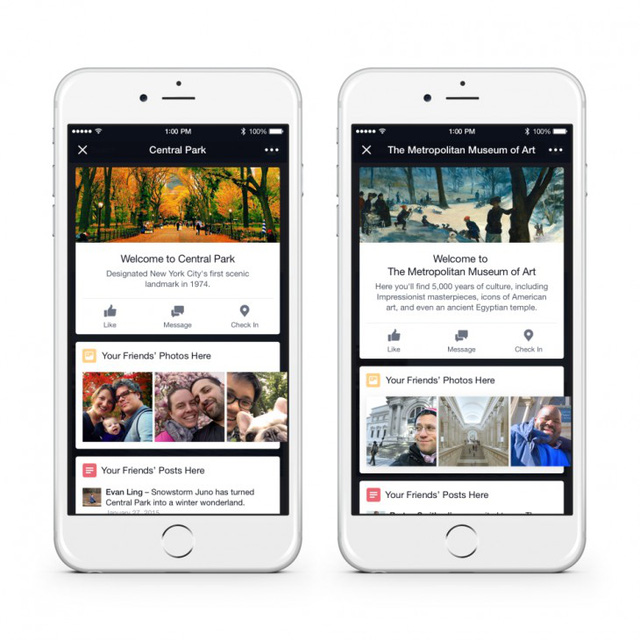 1:00 PM
100%
Central Park
Welcome to Central Park
Designated New York City's first scenic
landmark in 1974.
Like
Message
Check In
Your Friends' Photos Here
Your Friends' Posts Here
Evan Ling – Snowstorm Juno has turned
Central Park into a winter wonderland.
January 27, 2015
1:00 PM
100%
The Metropolitan Museum of Art
Welcome to
The Metropolitan Museum of Art
Here you'll find 5,000 years of culture, including
Impressionist masterpieces, icons of American
art, and even an ancient Egyptian temple.
Like
Message
Check In
Your Friends' Photos Here
Your Friends' Posts Here